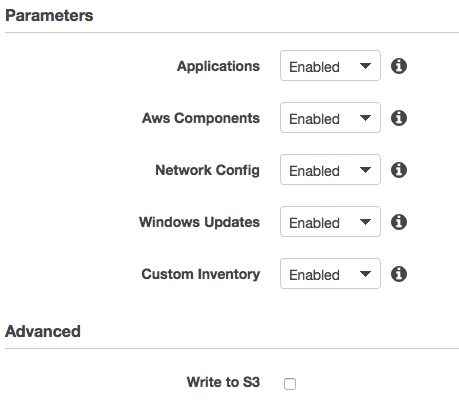 Parameters
Applications Enabled
Aws Components Enabled
Network Config Enabled
Windows Updates Enabled
Custom Inventory Enabled
Advanced
Write to S3